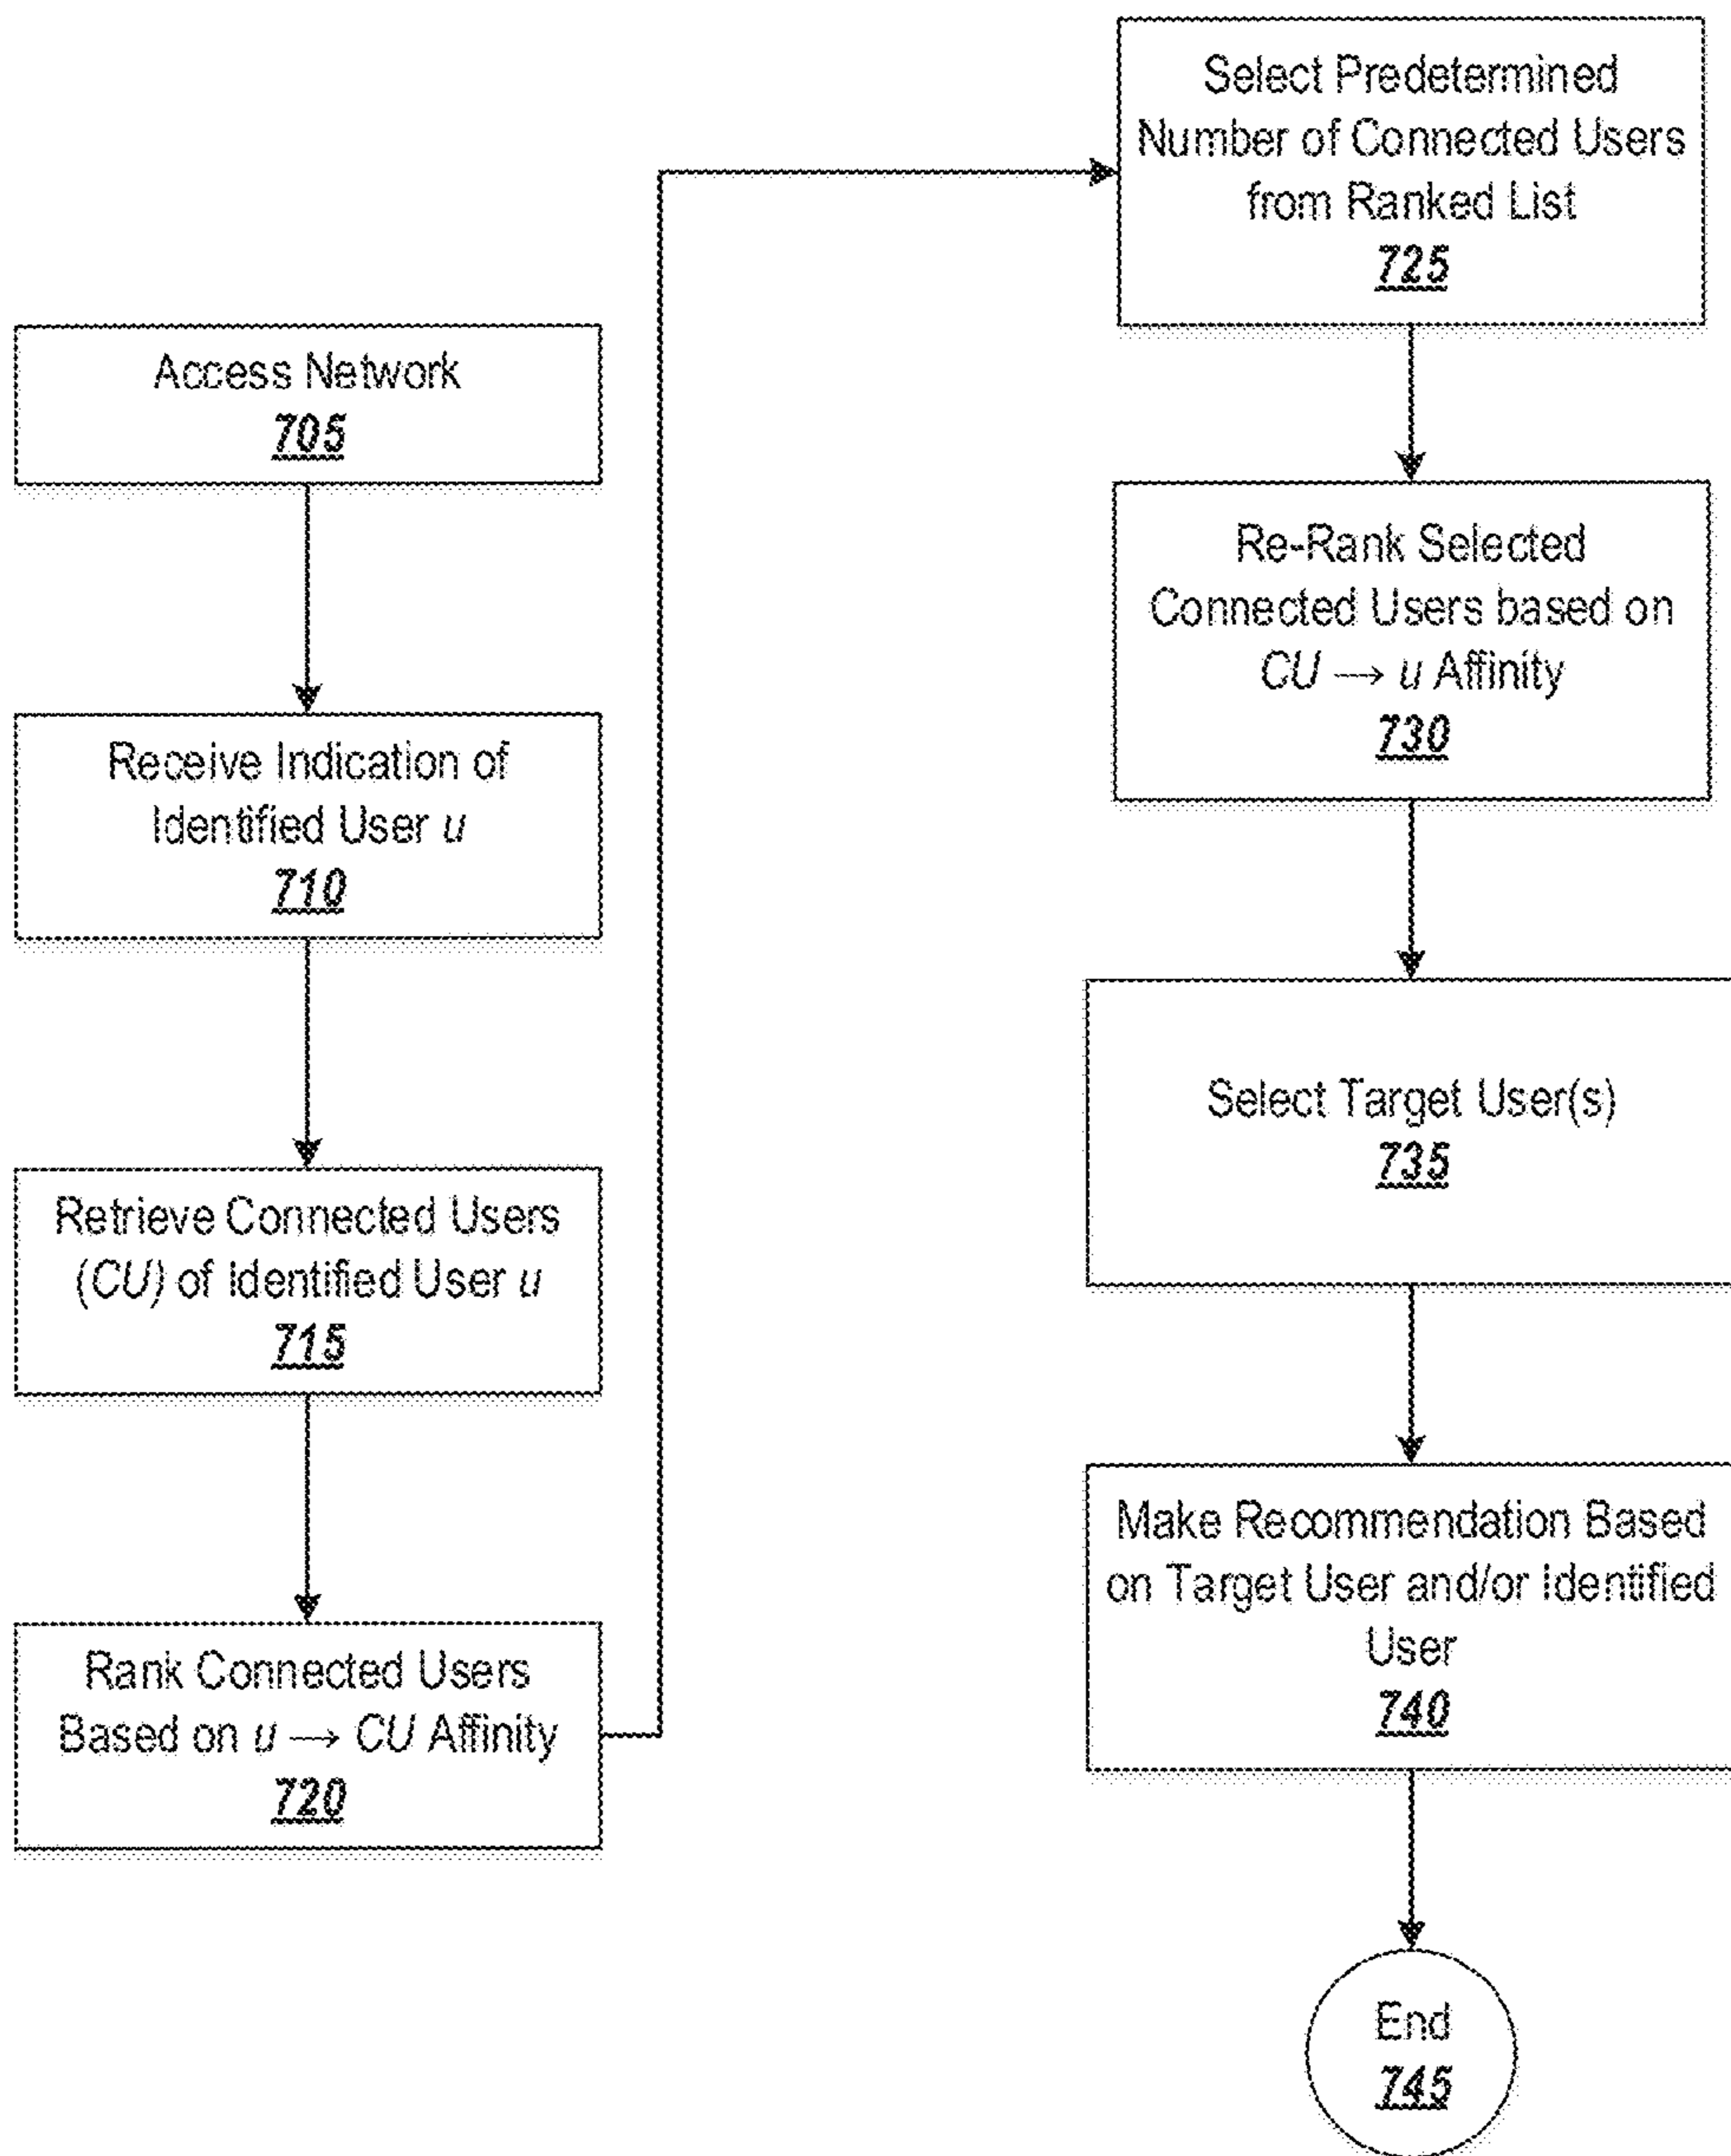 Access Network
705
Receive Indication of
Identified User u
710
Retrieve Connected Users
(CU) of Identified User u
715
Rank Connected Users
Based on u → CU Affinity
720
Select Predetermined
Number of Connected Users
from Ranked List
725
Re-Rank Selected
Connected Users based on
CU → u Affinity
730
Select Target User(s)
735
Make Recommendation Based
on Target User and/or Identified
User
740
End
745